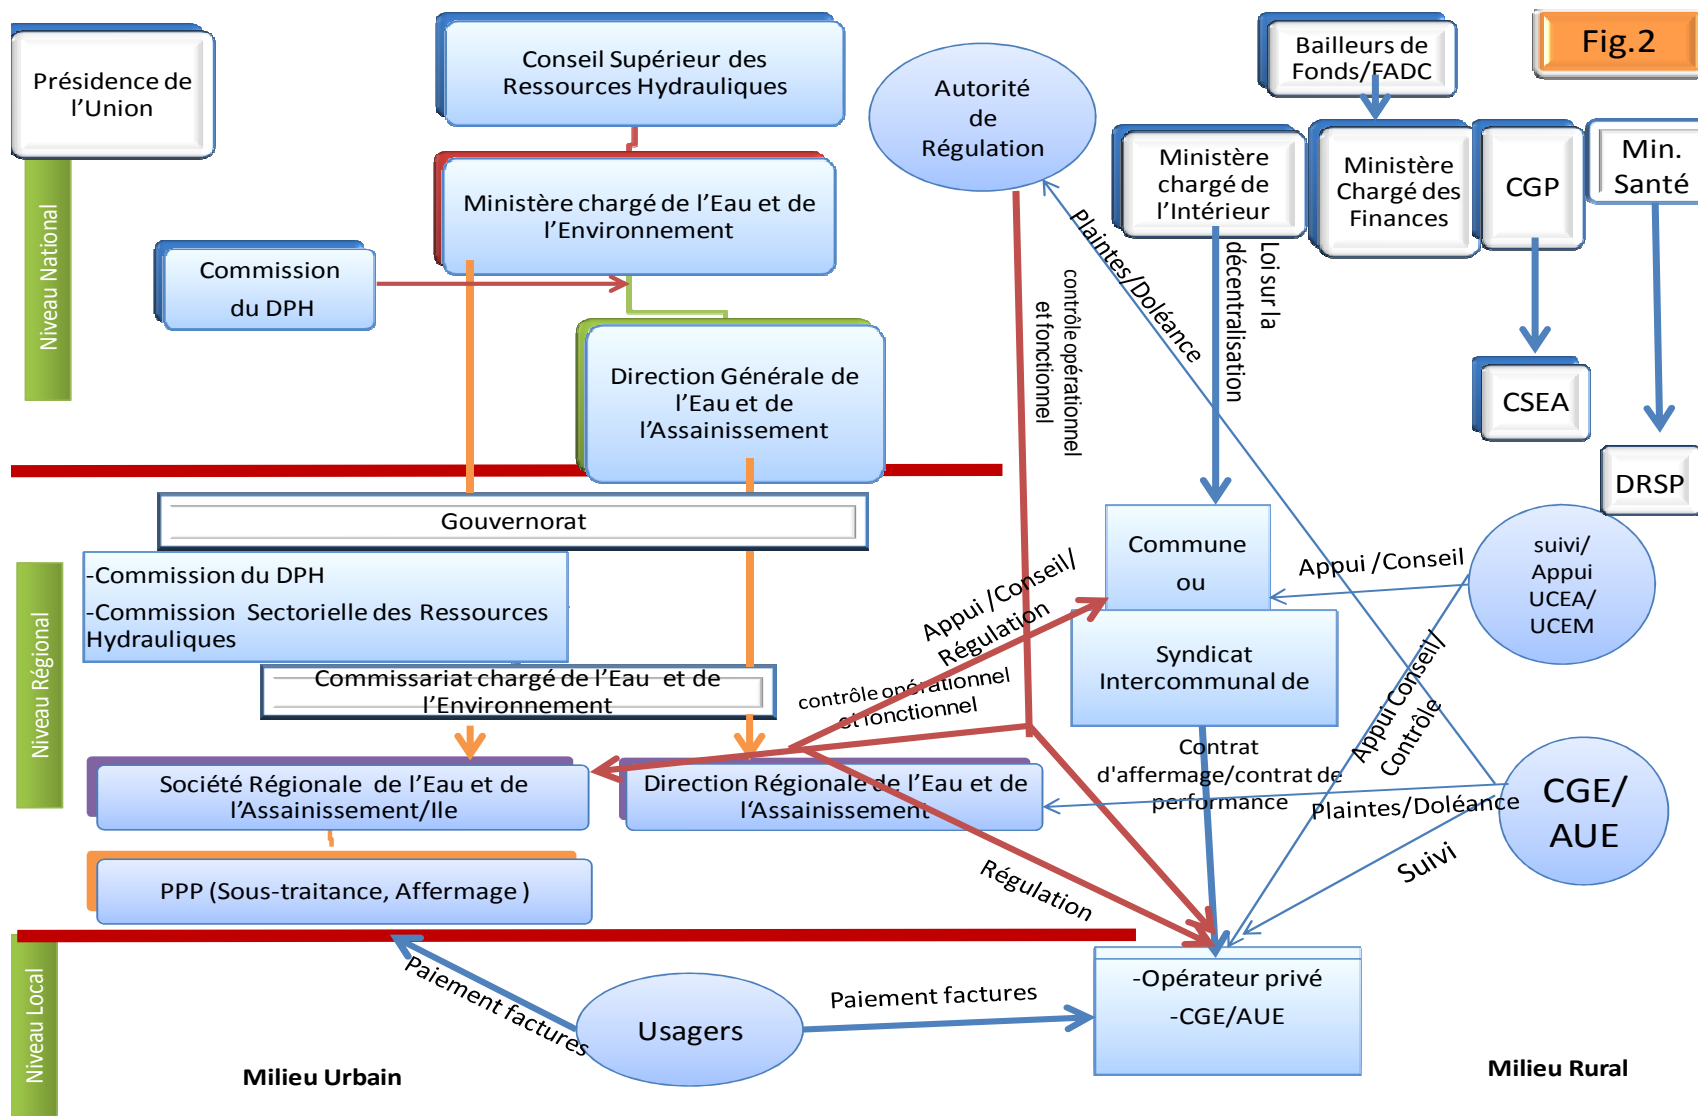 Présidence de
l’Union
Conseil Supérieur des
Ressources Hydrauliques
Autorité
de
Régulation
Bailleurs de
Fonds/FADC
Fig.2
Ministère chargé de l’Eau et de
l’Environnement
Ministère
chargé de
l’Intérieur
Ministère
Chargé des
Finances
CGP
Min.
Santé
Niveau National
Commission
du DPH
Direction Générale de
l’Eau et de
l’Assainissement
Plaintes/Doléance
contrôle opérationnel
et fonctionnel
Loi sur la
décentralisation
CSEA
DRSP
Gouvernorat
Niveau Régional
-Commission du DPH
-Commission Sectorielle des Ressources
Hydrauliques
Commissariat chargé de l’Eau et de
l’Environnement
Appui /Conseil/
Régulation
contrôle opérationnel
et fonctionnel
Commune
ou
Syndicat
Intercommunal de
Appui /Conseil
suivi/
Appui
UCEA/
UCEM
Appui Conseil/
Contrôle
Société Régionale de l’Eau et de
l’Assainissement/Ile
Direction Régionale de l’Eau et de
l‘Assainissement
Contrat
d'affermage/contrat de
performance
Plaintes/Doléance
CGE/
AUE
Suivi
PPP (Sous-traitance, Affermage )
Régulation
Niveau Local
Paiement factures
Usagers
Paiement factures
-Opérateur privé
-CGE/AUE
Milieu Urbain
Milieu Rural